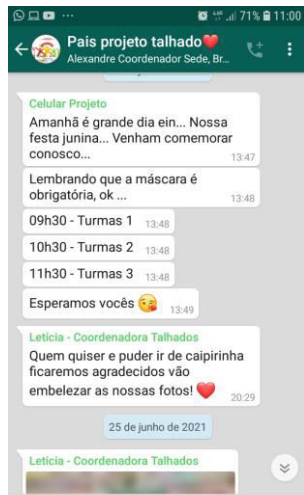 71% 11:00
Pais projeto talhado❤
Alexandre Coordenador Sede, Br...
Celular Projeto
Amanhã é grande dia ein... Nossa
festa junina... Venham comemorar
conosco...
13:47
Lembrando que a máscara é
obrigatória, ok ...
13:48
09h30 - Turmas 1 13:48
10h30 - Turmas 2 13:48
11h30 - Turmas 3 13:48
Esperamos vocês 😘 13:49
Letícia - Coordenadora Talhados
Quem quiser e puder ir de caipirinha
ficaremos agradecidos vão
embelezar as nossas fotos! ❤
20:29
25 de junho de 2021
Letícia - Coordenadora Talhados